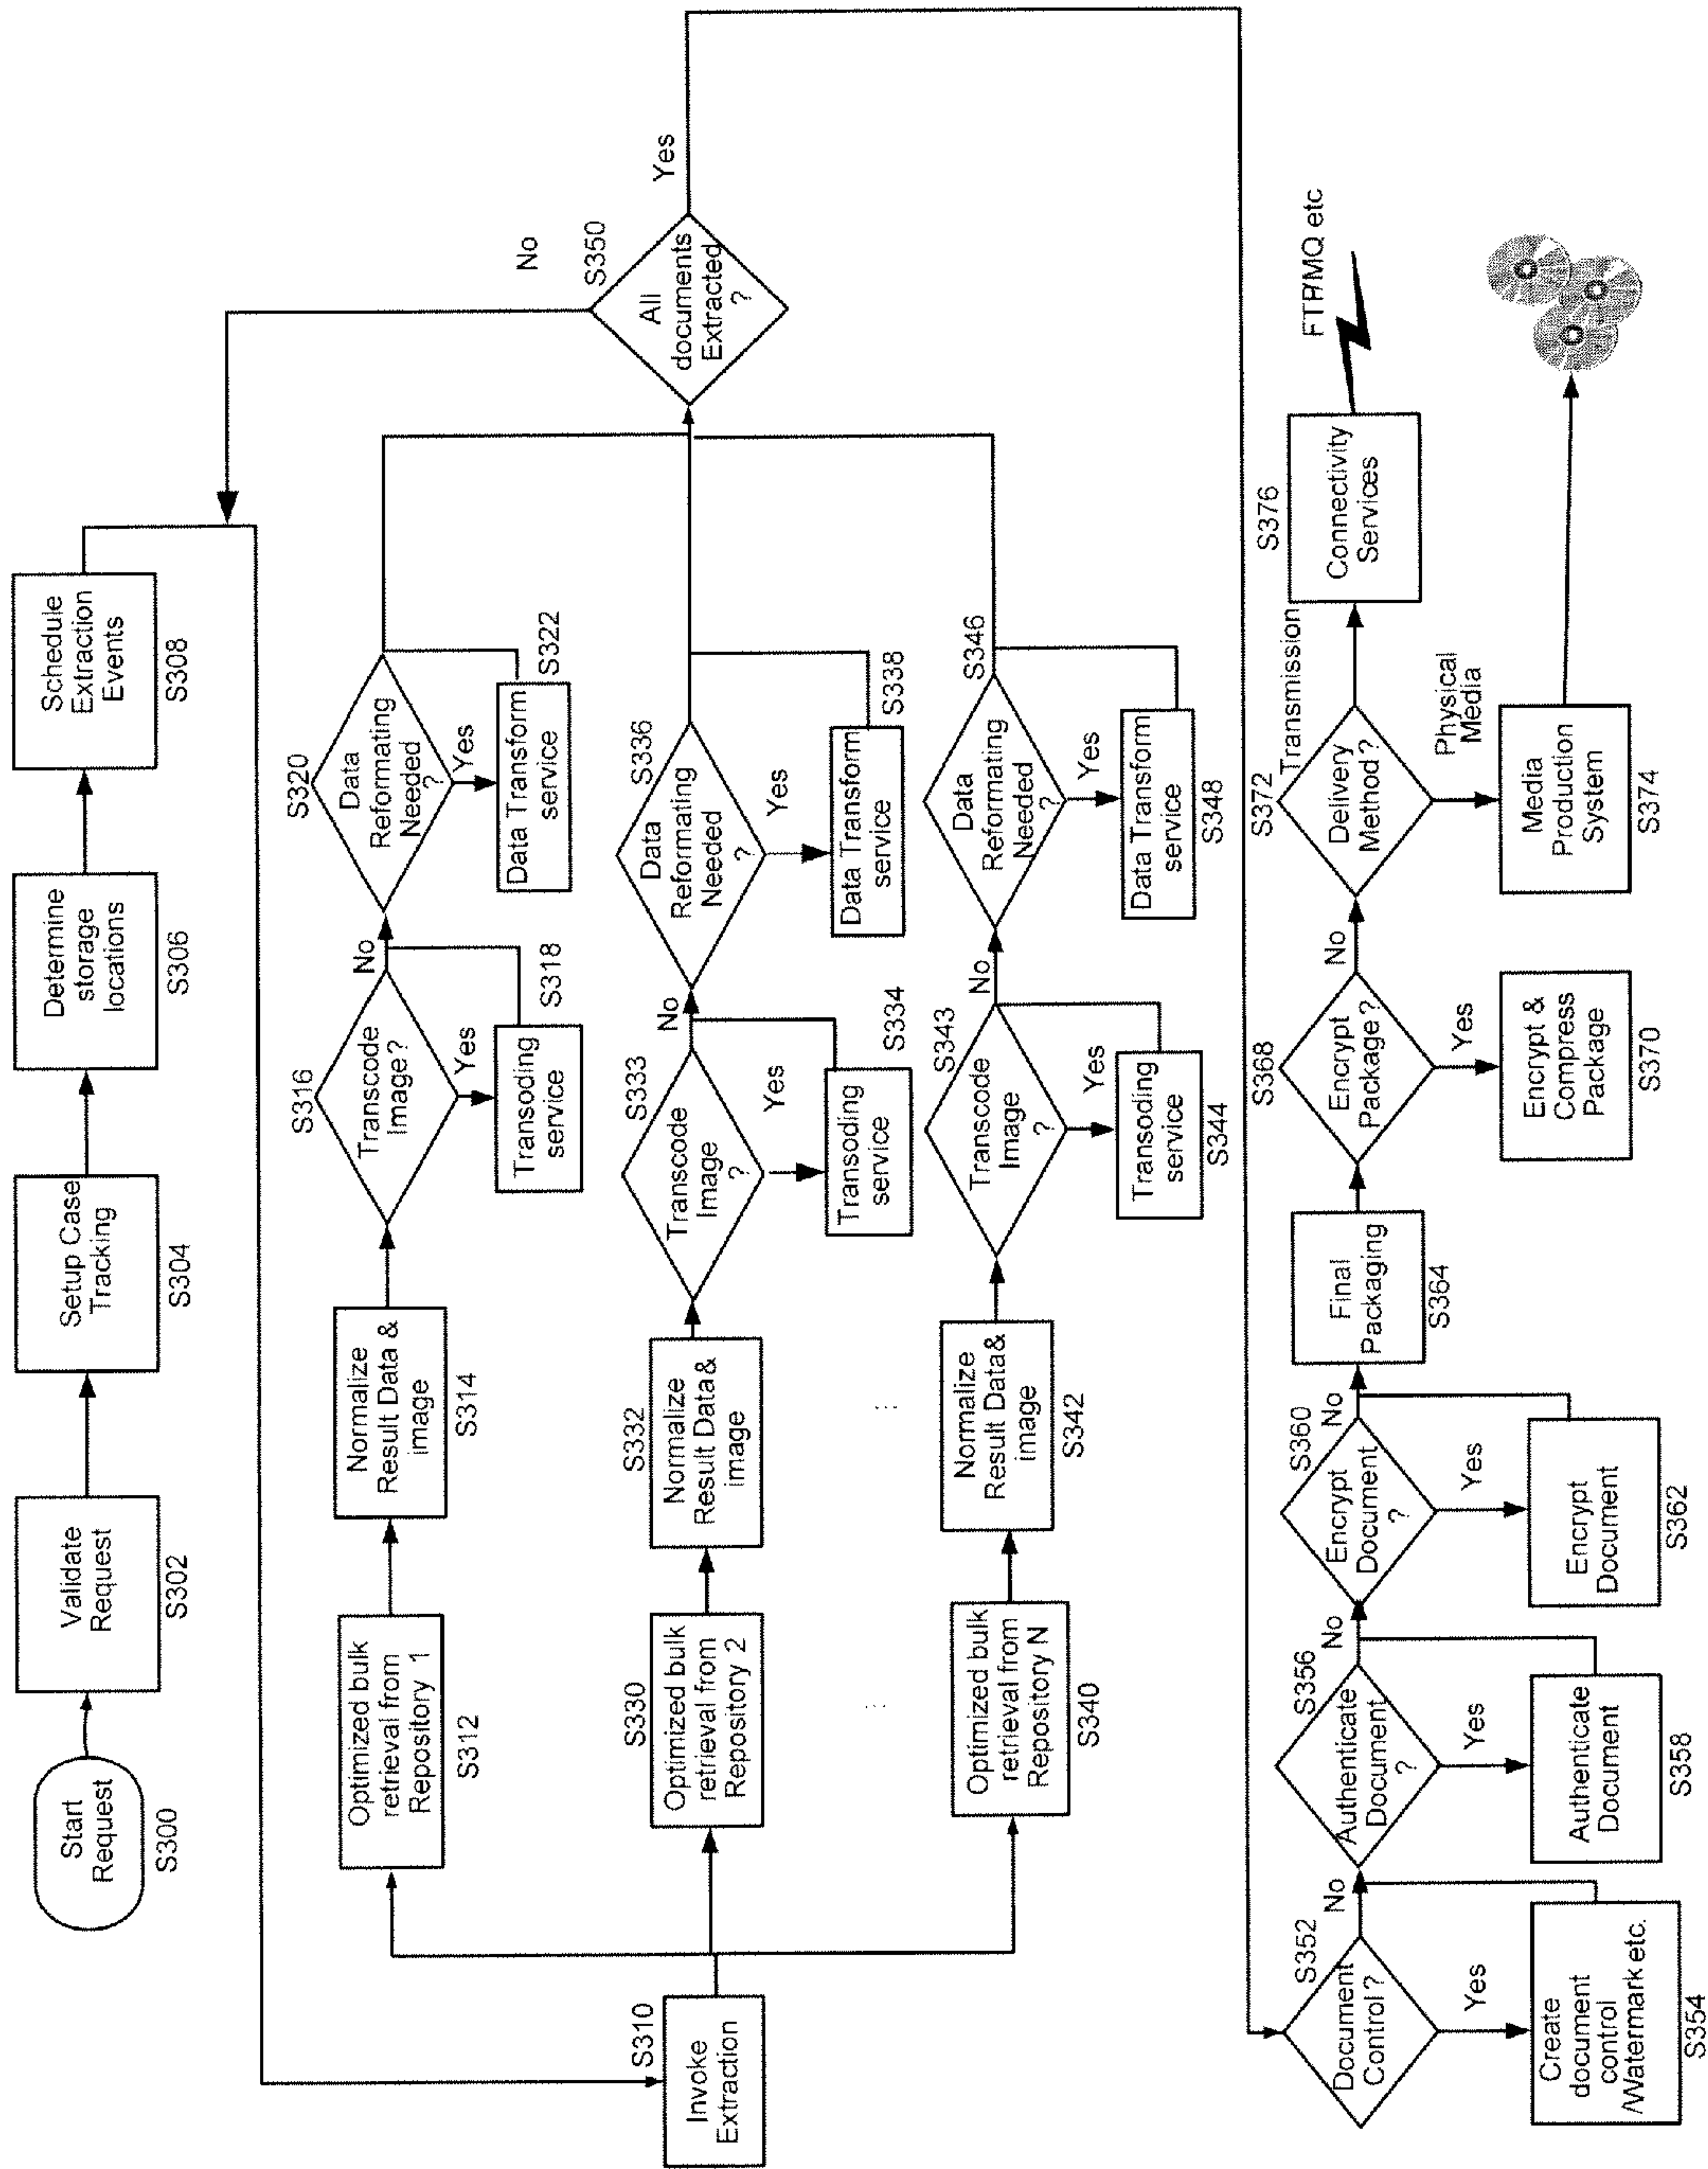 Start
Request
S300
Validate
Request
S302
Setup Case
Tracking
S304
Determine
storage
locations
S306
Schedule
Extraction
Events
S308
S310
Invoke
Extraction
Optimized bulk
retrieval from
Repository 1
S312
Normalize
Result Data &
image
S314
S316
Transcode
Image?
No
Yes
Transoding
service
S318
S320
Data
Reformating
Needed
?
Yes
Data Transform
service
S322
S330
Optimized bulk
retrieval from
Repository 2
S332
Normalize
Result Data&
image
S333
Transcode
Image
?
No
Yes
Transoding
service
S334
S336
Data
Reformating
Needed
?
Yes
Data Transform
service
S338
Optimized bulk
retrieval from
Repository N
S340
Normalize
Result Data&
image
S342
S343
Transcode
Image
?
No
Yes
Transoding
service
S344
S346
Data
Reformating
Needed
?
Yes
Data Transform
service
S348
No
S350
All
documents
Extracted
?
Yes
S352
Document
Control?
No
Yes
Create
document
control
/Watermark etc.
S354
S356
Authenticate
Document
?
No
Yes
Authenticate
Document
S358
S360
Encrypt
Document
?
No
Yes
Encrypt
Document
S362
Final
Packaging
S364
S368
Encrypt
Package?
No
Yes
Encrypt &
Compress
Package
S370
S372
Delivery
Method?
Transmission
Physical
Media
Media
Production
System
S374
S376
Connectivity
Services
FTP/MQ etc